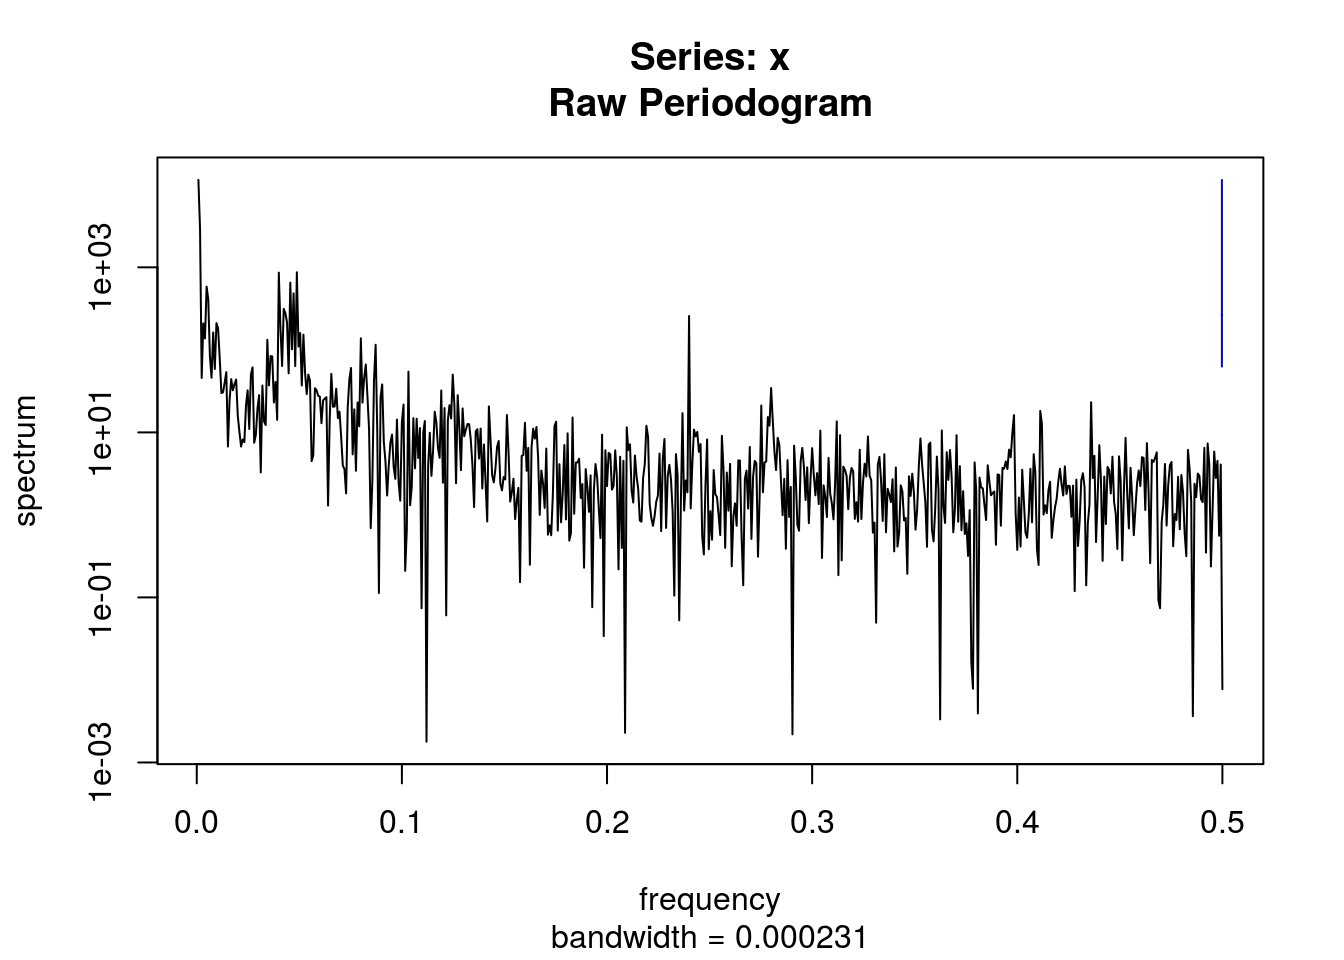 Series: x
Raw Periodogram
spectrum
1e+03
1e+01
1e-01
1e-03
0.0 0.1 0.2 0.3 0.4 0.5
frequency
bandwidth = 0.000231